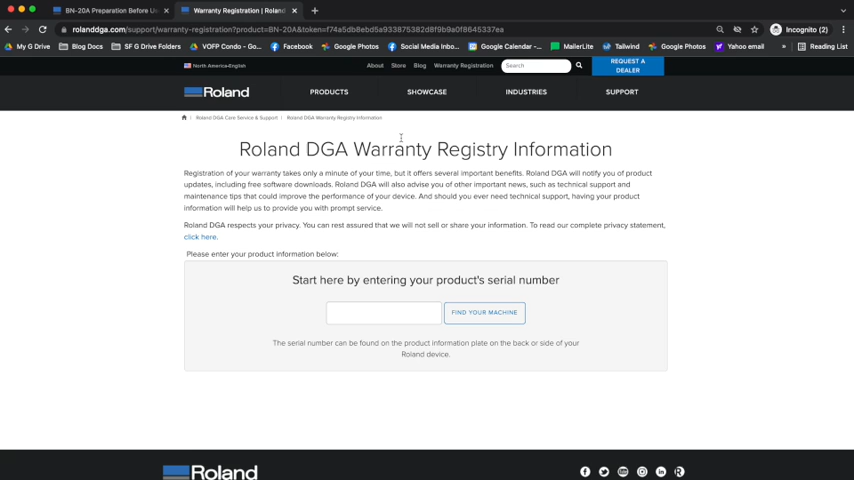 BN-20A Preparation Before U
Warranty Registration | Roland
rolanddga.com/support/warranty-registration?product=BN-20A&token=f74a5db8ebd5a933875382d8f9b9a0f8645337ea
Incognito (2)
My G Drive
Blog Docs
SF G Drive Folders
VOFP Condo - Go...
Facebook
Google Photos
Social Media Inbo...
Google Calendar -...
MailerLite
Tailwind
Google Photos
Yahoo email
»
Reading List
North America-English
About
Store
Blog
Warranty Registration
Search
REQUEST A
DEALER
Roland
PRODUCTS
SHOWCASE
INDUSTRIES
SUPPORT
Roland DGA Care Service & Support
Roland DGA Warranty Registry Information
Roland DGA Warranty Registry Information
Registration of your warranty takes only a minute of your time, but it offers several important benefits. Roland DGA will notify you of product
updates, including free software downloads. Roland DGA will also advise you of other important news, such as technical support and
maintenance tips that could improve the performance of your device. And should you ever need technical support, having your product
information will help us to provide you with prompt service.
Roland DGA respects your privacy. You can rest assured that we will not sell or share your information. To read our complete privacy statement,
click here.
Please enter your product information below:
Start here by entering your product's serial number
FIND YOUR MACHINE
The serial number can be found on the product information plate on the back or side of your
Roland device.
Roland